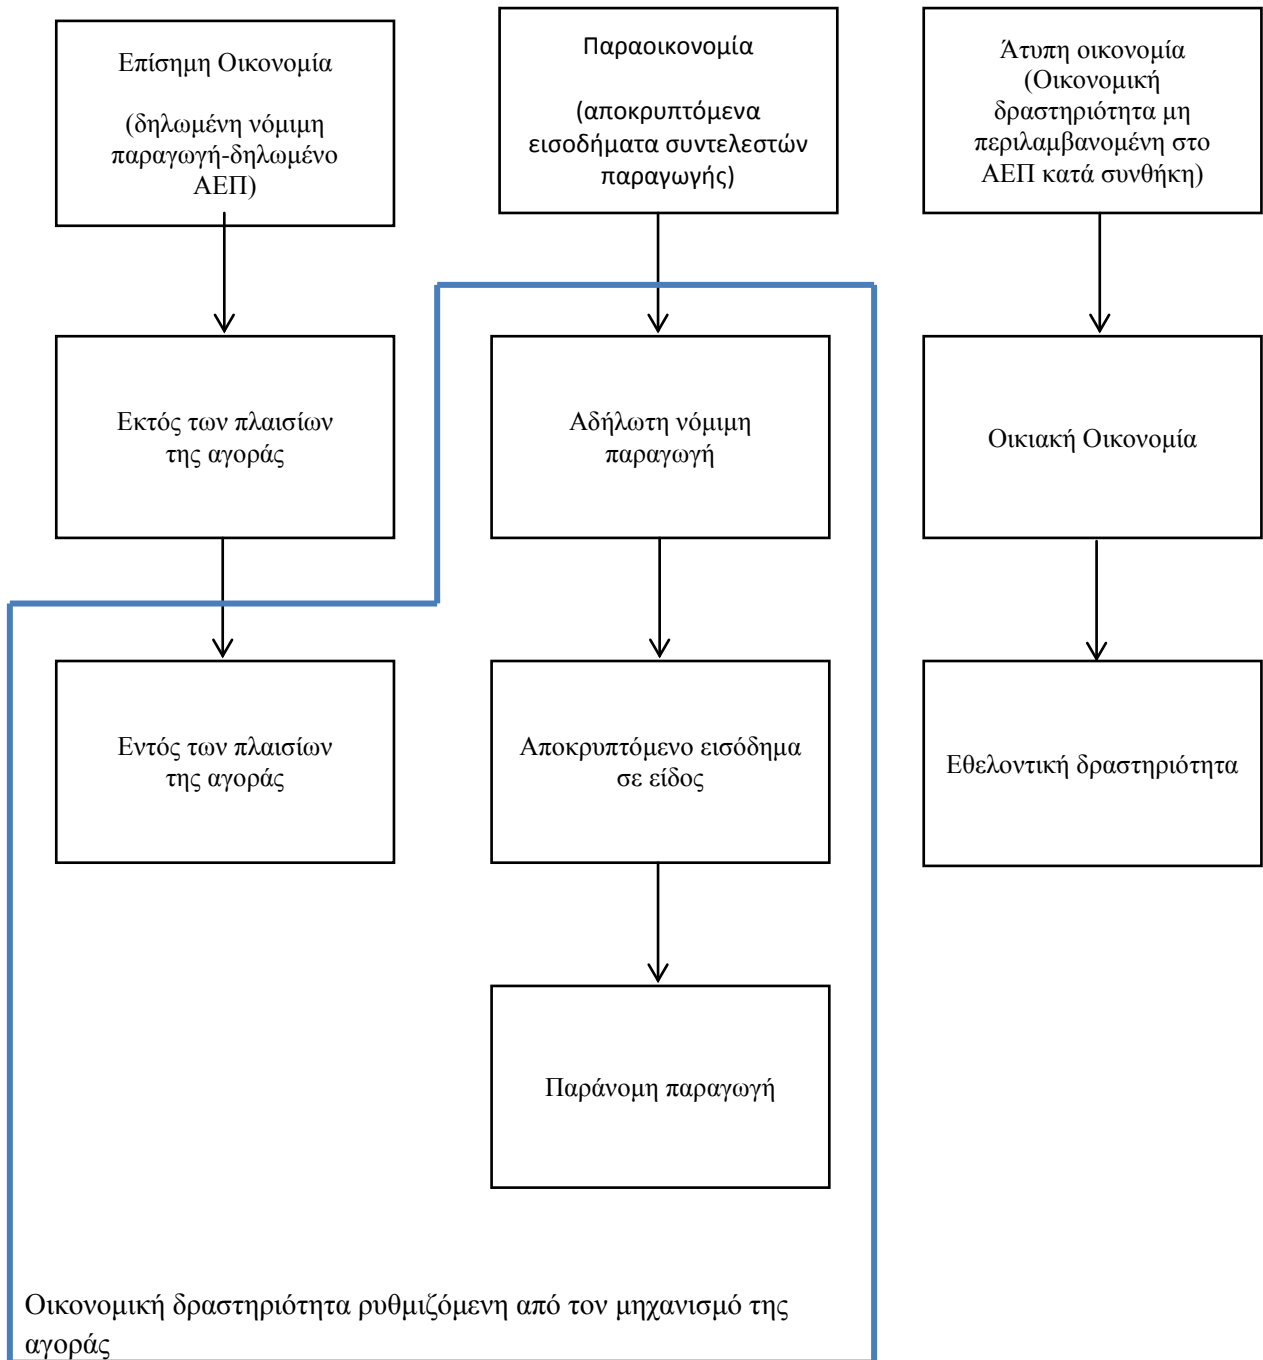 Επίσημη Οικονομία
(δηλωμένη νόμιμη
παραγωγή-δηλωμένο
ΑΕΠ)
Παραοικονομία
(αποκρυπτόμενα
εισοδήματα συντελεστών
παραγωγής)
Άτυπη οικονομία
(Οικονομική
δραστηριότητα μη
περιλαμβανομένη στο
ΑΕΠ κατά συνθήκη)
Εκτός των πλαισίων
της αγοράς
Αδήλωτη νόμιμη
παραγωγή
Οικιακή Οικονομία
Εντός των πλαισίων
της αγοράς
Αποκρυπτόμενο εισόδημα
σε είδος
Εθελοντική δραστηριότητα
Παράνομη παραγωγή
Οικονομική δραστηριότητα ρυθμιζόμενη από τον μηχανισμό της
αγοράς